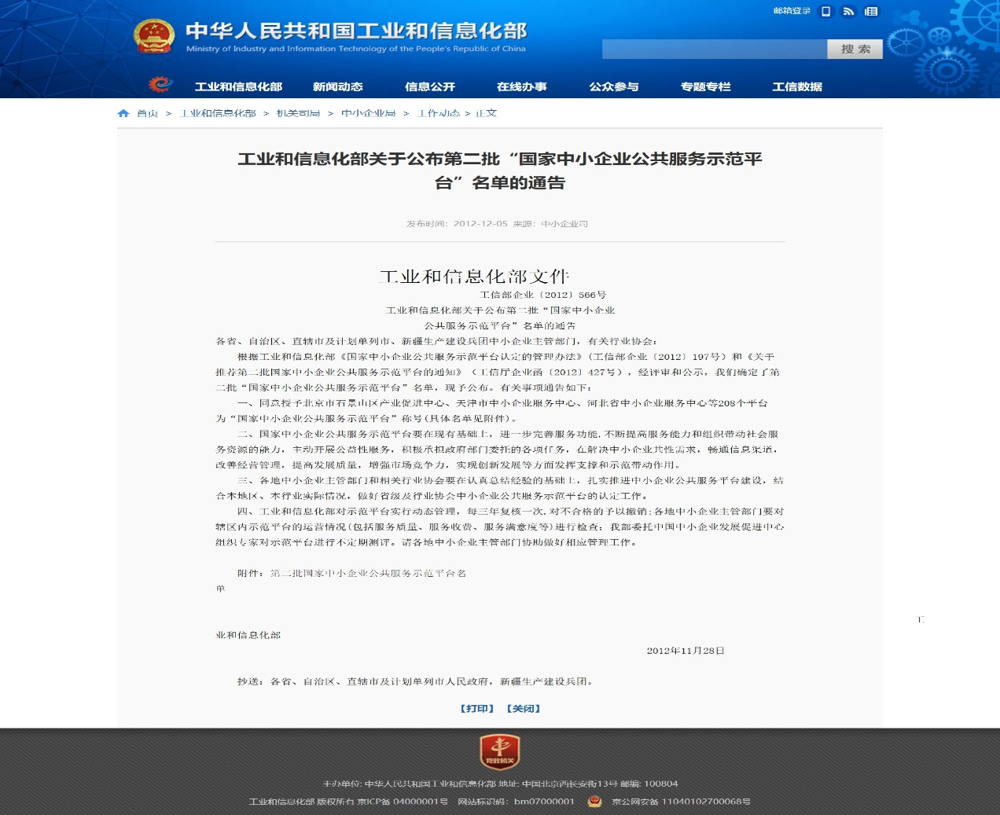 邮箱登录
中华人民共和国工业和信息化部
Ministry of Industry and Information Technology of the People's Republic of China
搜 索
工业和信息化部 新闻动态 信息公开 在线办事 公众参与 专题专栏 工信数据
首页 > 工业和信息化部 > 机关司局 > 中小企业局 > 工作动态 > 正文
工业和信息化部关于公布第二批“国家中小企业公共服务示范平
台”名单的通告
发布时间：2012-12-05 来源：中小企业司
工业和信息化部文件
工信部企业〔2012〕566号
工业和信息化部关于公布第二批“国家中小企业
公共服务示范平台”名单的通告
各省、自治区、直辖市及计划单列市、新疆生产建设兵团中小企业主管部门，有关行业协会：
根据工业和信息化部《国家中小企业公共服务示范平台认定的管理办法》(工信部企业〔2012〕197号）和《关于
推荐第二批国家中小企业公共服务示范平台的通知》（工信厅企业函〔2012〕427号），经评审和公示，我们确定了第
二批“国家中小企业公共服务示范平台”名单，现予公布。有关事项通告如下：
一、同意授予北京市石景山区产业促进中心、天津市中小企业服务中心、河北省中小企业服务中心等208个平台
为“国家中小企业公共服务示范平台”称号(具体名单见附件)。
二、国家中小企业公共服务示范平台要在现有基础上，进一步完善服务功能,不断提高服务能力和组织带动社会服
务资源的能力，主动开展公益性服务，积极承担政府部门委托的各项任务，在解决中小企业共性需求，畅通信息渠道，
改善经营管理，提高发展质量，增强市场竞争力，实现创新发展等方面发挥支撑和示范带动作用。
三、各地中小企业主管部门和相关行业协会要在认真总结经验的基础上，扎实推进中小企业公共服务平台建设，结
合本地区、本行业实际情况，做好省级及行业协会中小企业公共服务示范平台的认定工作。
四、工业和信息化部对示范平台实行动态管理，每三年复核一次,对不合格的予以撤销;各地中小企业主管部门要对
辖区内示范平台的运营情况(包括服务质量、服务收费、服务满意度等)进行检查；我部委托中国中小企业发展促进中心
组织专家对示范平台进行不定期测评。请各地中小企业主管部门协助做好相应管理工作。
附件：第二批国家中小企业公共服务示范平台名
单
工
业和信息化部
2012年11月28日
抄送：各省、自治区、直辖市及计划单列市人民政府，新疆生产建设兵团。
【打印】 【关闭】
党政机关
主办单位: 中华人民共和国工业和信息化部 地址: 中国北京西长安街13号 邮编: 100804
工业和信息化部 版权所有 京ICP备 04000001号 网站标识码：bm07000001 京公网安备 11040102700068号